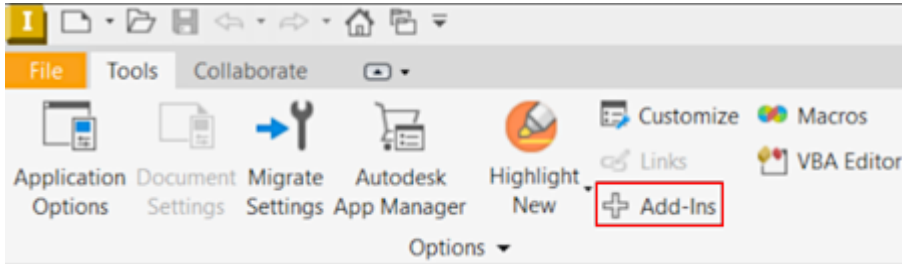 I
File Tools Collaborate
Application Options
Document Settings
Migrate Settings
Autodesk App Manager
Highlight New
Customize
Links
Add-Ins
Macros
VBA Editor
Options